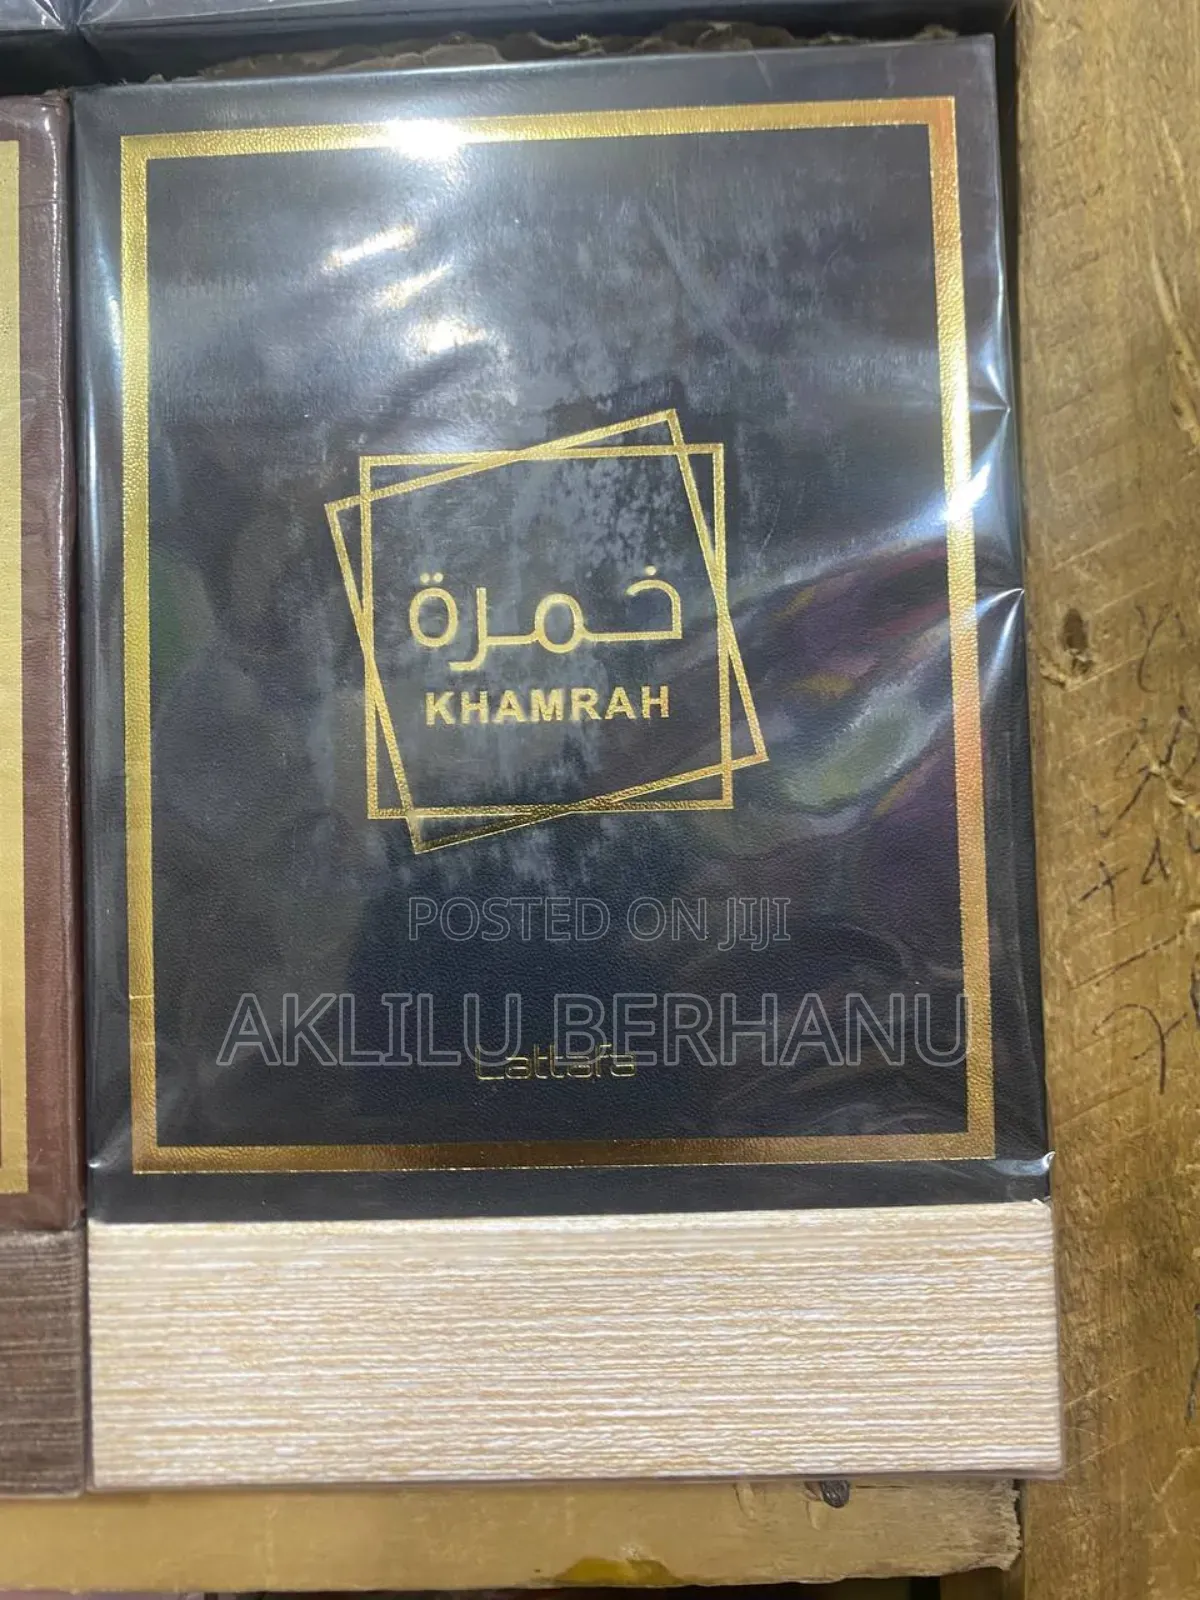 خمرة
KHAMRAH
POSTED ON JIJI
AKLILU BERHANU
Lattafa